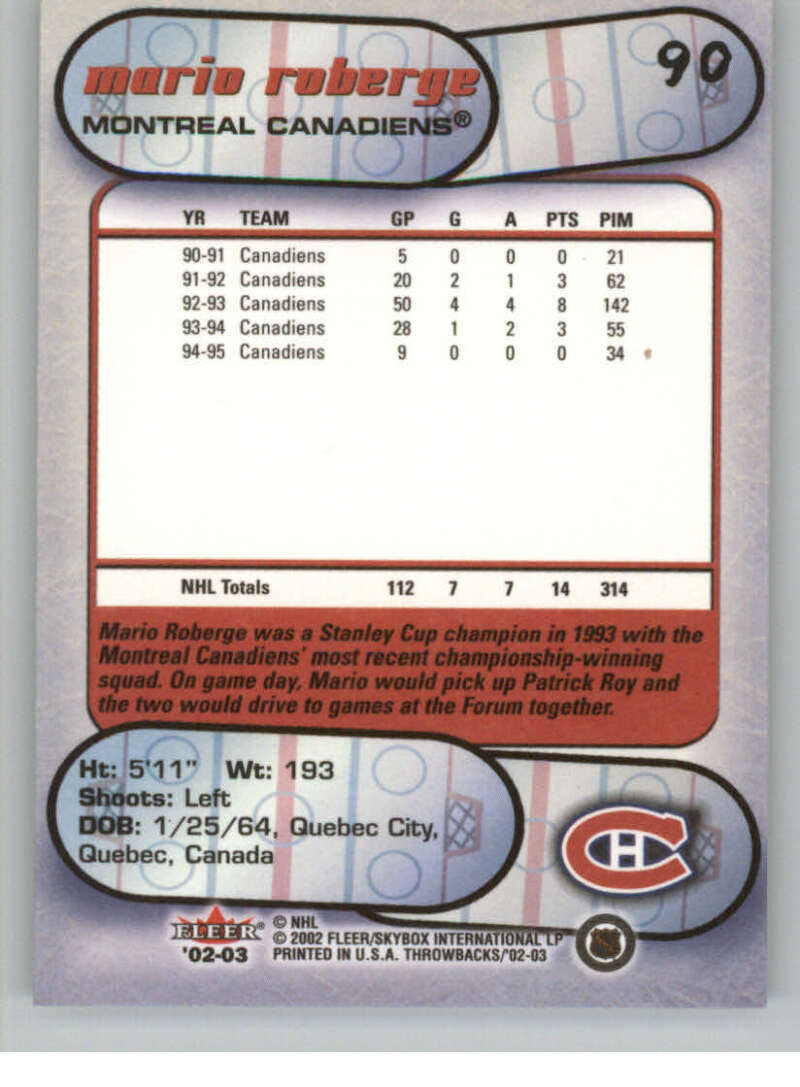 mario roberge
MONTREAL CANADIENS®
90
YR TEAM GP G A PTS PIM
90-91 Canadiens 5 0 0 0 21
91-92 Canadiens 20 2 1 3 62
92-93 Canadiens 50 4 4 8 142
93-94 Canadiens 28 1 2 3 55
94-95 Canadiens 9 0 0 0 34
NHL Totals 112 7 7 14 314
Mario Roberge was a Stanley Cup champion in 1993 with the
Montreal Canadiens' most recent championship-winning
squad. On game day, Mario would pick up Patrick Roy and
the two would drive to games at the Forum together.
Ht: 5'11" Wt: 193
Shoots: Left
DOB: 1/25/64, Quebec City,
Quebec, Canada
CH
FLEER®
'02-03
© NHL
© 2002 FLEER/SKYBOX INTERNATIONAL LP
PRINTED IN U.S.A. THROWBACKS/'02-03